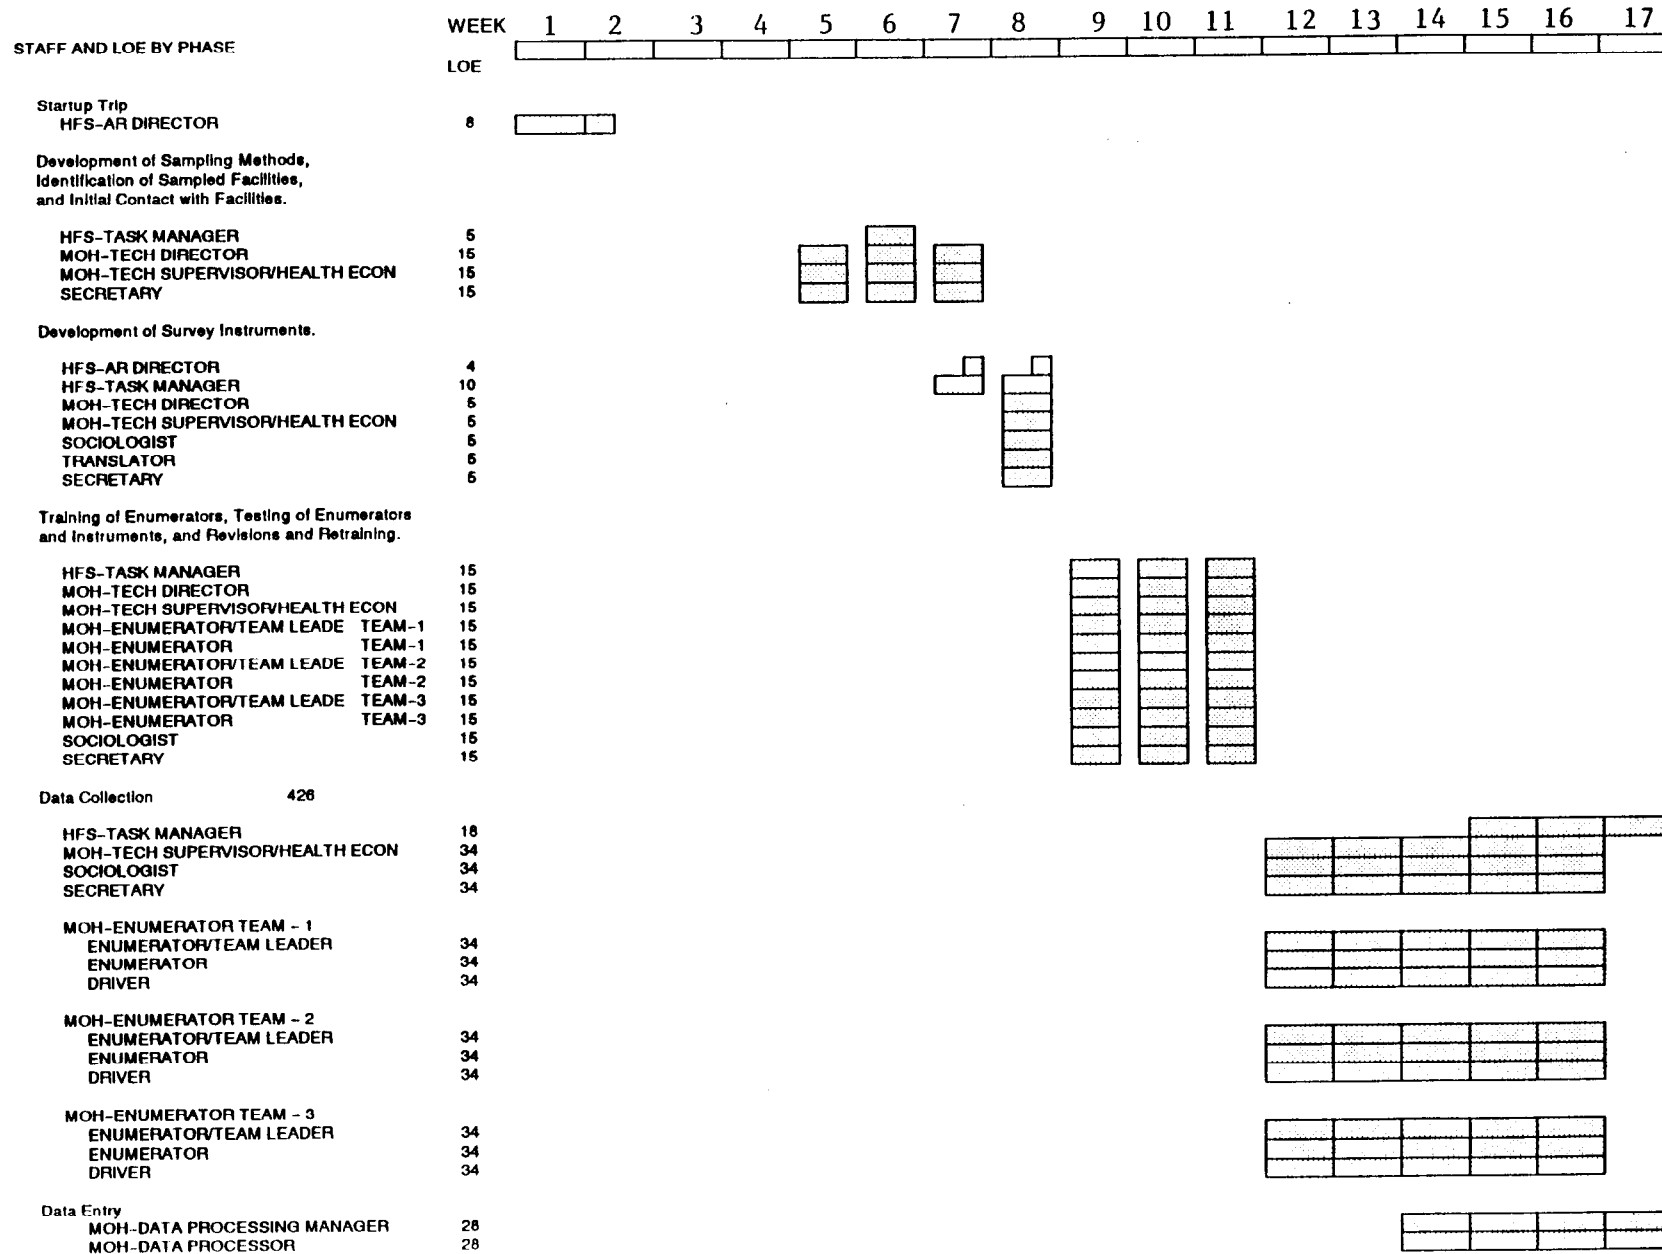 WEEK 1 2 3 4 5 6 7 8 9 10 11 12 13 14 15 16 17
STAFF AND LOE BY PHASE
LOE
Startup Trip
HFS-AR DIRECTOR 8
Development of Sampling Methods,
Identification of Sampled Facilities,
and Initial Contact with Facilities.
HFS-TASK MANAGER 5
MOH-TECH DIRECTOR 15
MOH-TECH SUPERVISOR/HEALTH ECON 15
SECRETARY 15
Development of Survey Instruments.
HFS-AR DIRECTOR 4
HFS-TASK MANAGER 10
MOH-TECH DIRECTOR 5
MOH-TECH SUPERVISOR/HEALTH ECON 5
SOCIOLOGIST 5
TRANSLATOR 5
SECRETARY 5
Training of Enumerators, Testing of Enumerators
and Instruments, and Revisions and Retraining.
HFS-TASK MANAGER 15
MOH-TECH DIRECTOR 15
MOH-TECH SUPERVISOR/HEALTH ECON 15
MOH-ENUMERATOR/TEAM LEADE TEAM-1 15
MOH-ENUMERATOR TEAM-1 15
MOH-ENUMERATOR/TEAM LEADE TEAM-2 15
MOH-ENUMERATOR TEAM-2 15
MOH-ENUMERATOR/TEAM LEADE TEAM-3 15
MOH-ENUMERATOR TEAM-3 15
SOCIOLOGIST 15
SECRETARY 15
Data Collection 426
HFS-TASK MANAGER 18
MOH-TECH SUPERVISOR/HEALTH ECON 34
SOCIOLOGIST 34
SECRETARY 34
MOH-ENUMERATOR TEAM - 1
ENUMERATOR/TEAM LEADER 34
ENUMERATOR 34
DRIVER 34
MOH-ENUMERATOR TEAM - 2
ENUMERATOR/TEAM LEADER 34
ENUMERATOR 34
DRIVER 34
MOH-ENUMERATOR TEAM - 3
ENUMERATOR/TEAM LEADER 34
ENUMERATOR 34
DRIVER 34
Data Entry
MOH-DATA PROCESSING MANAGER 28
MOH-DATA PROCESSOR 28